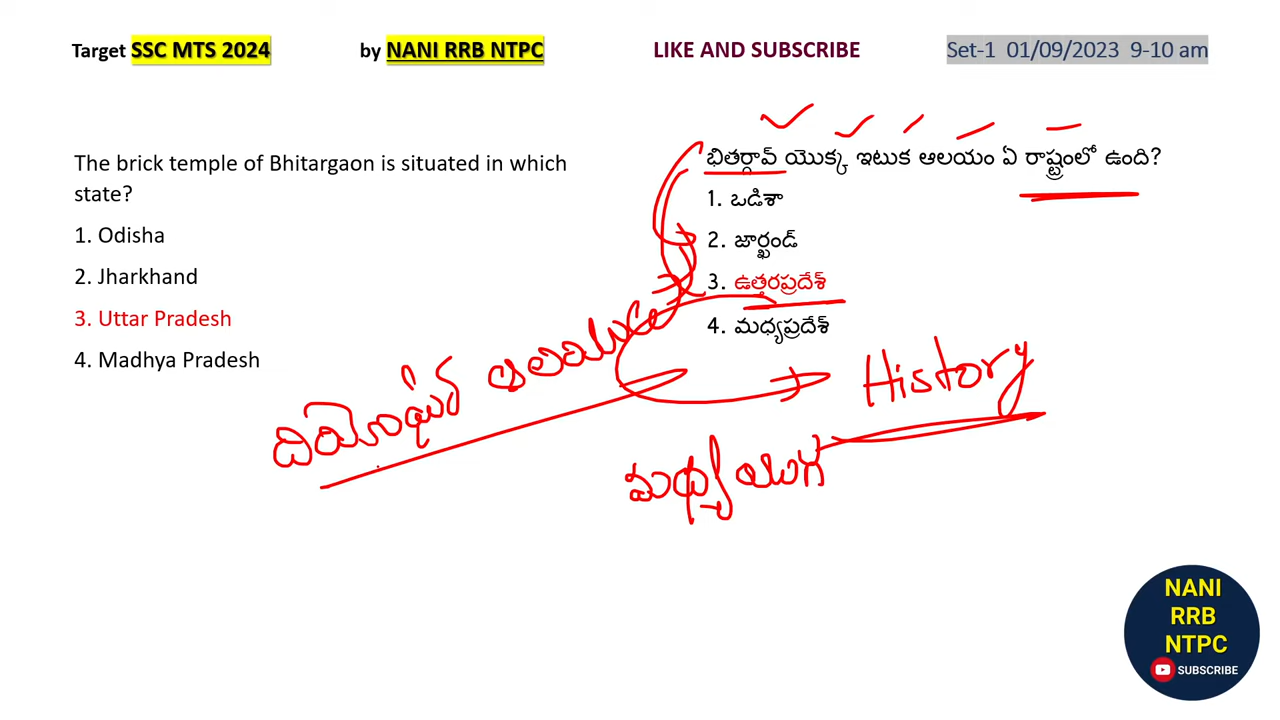 Target SSC MTS 2024 by NANI RRB NTPC LIKE AND SUBSCRIBE Set-1 01/09/2023 9-10 am
The brick temple of Bhitargaon is situated in which
state?
1. Odisha
2. Jharkhand
3. Uttar Pradesh
4. Madhya Pradesh
భితర్గావ్ యొక్క ఇటుక ఆలయం ఏ రాష్ట్రంలో ఉంది?
1. ఒడిశా
2. జార్ఖండ్
3. ఉత్తరప్రదేశ్
4. మధ్యప్రదేశ్
History
మధ్య యుగ
NANI
RRB
NTPC
SUBSCRIBE